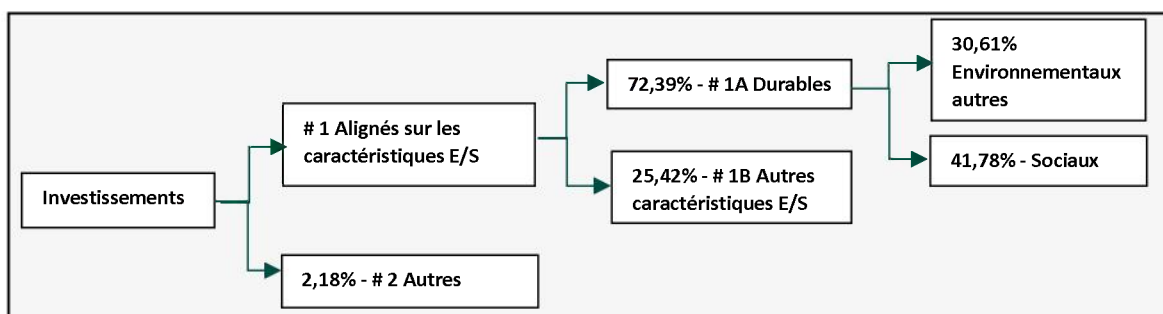 Investissements
# 1 Alignés sur les
caractéristiques E/S
2,18% - # 2 Autres
72,39% - # 1A Durables
25,42% - # 1B Autres
caractéristiques E/S
30,61%
Environnementaux
autres
41,78% - Sociaux